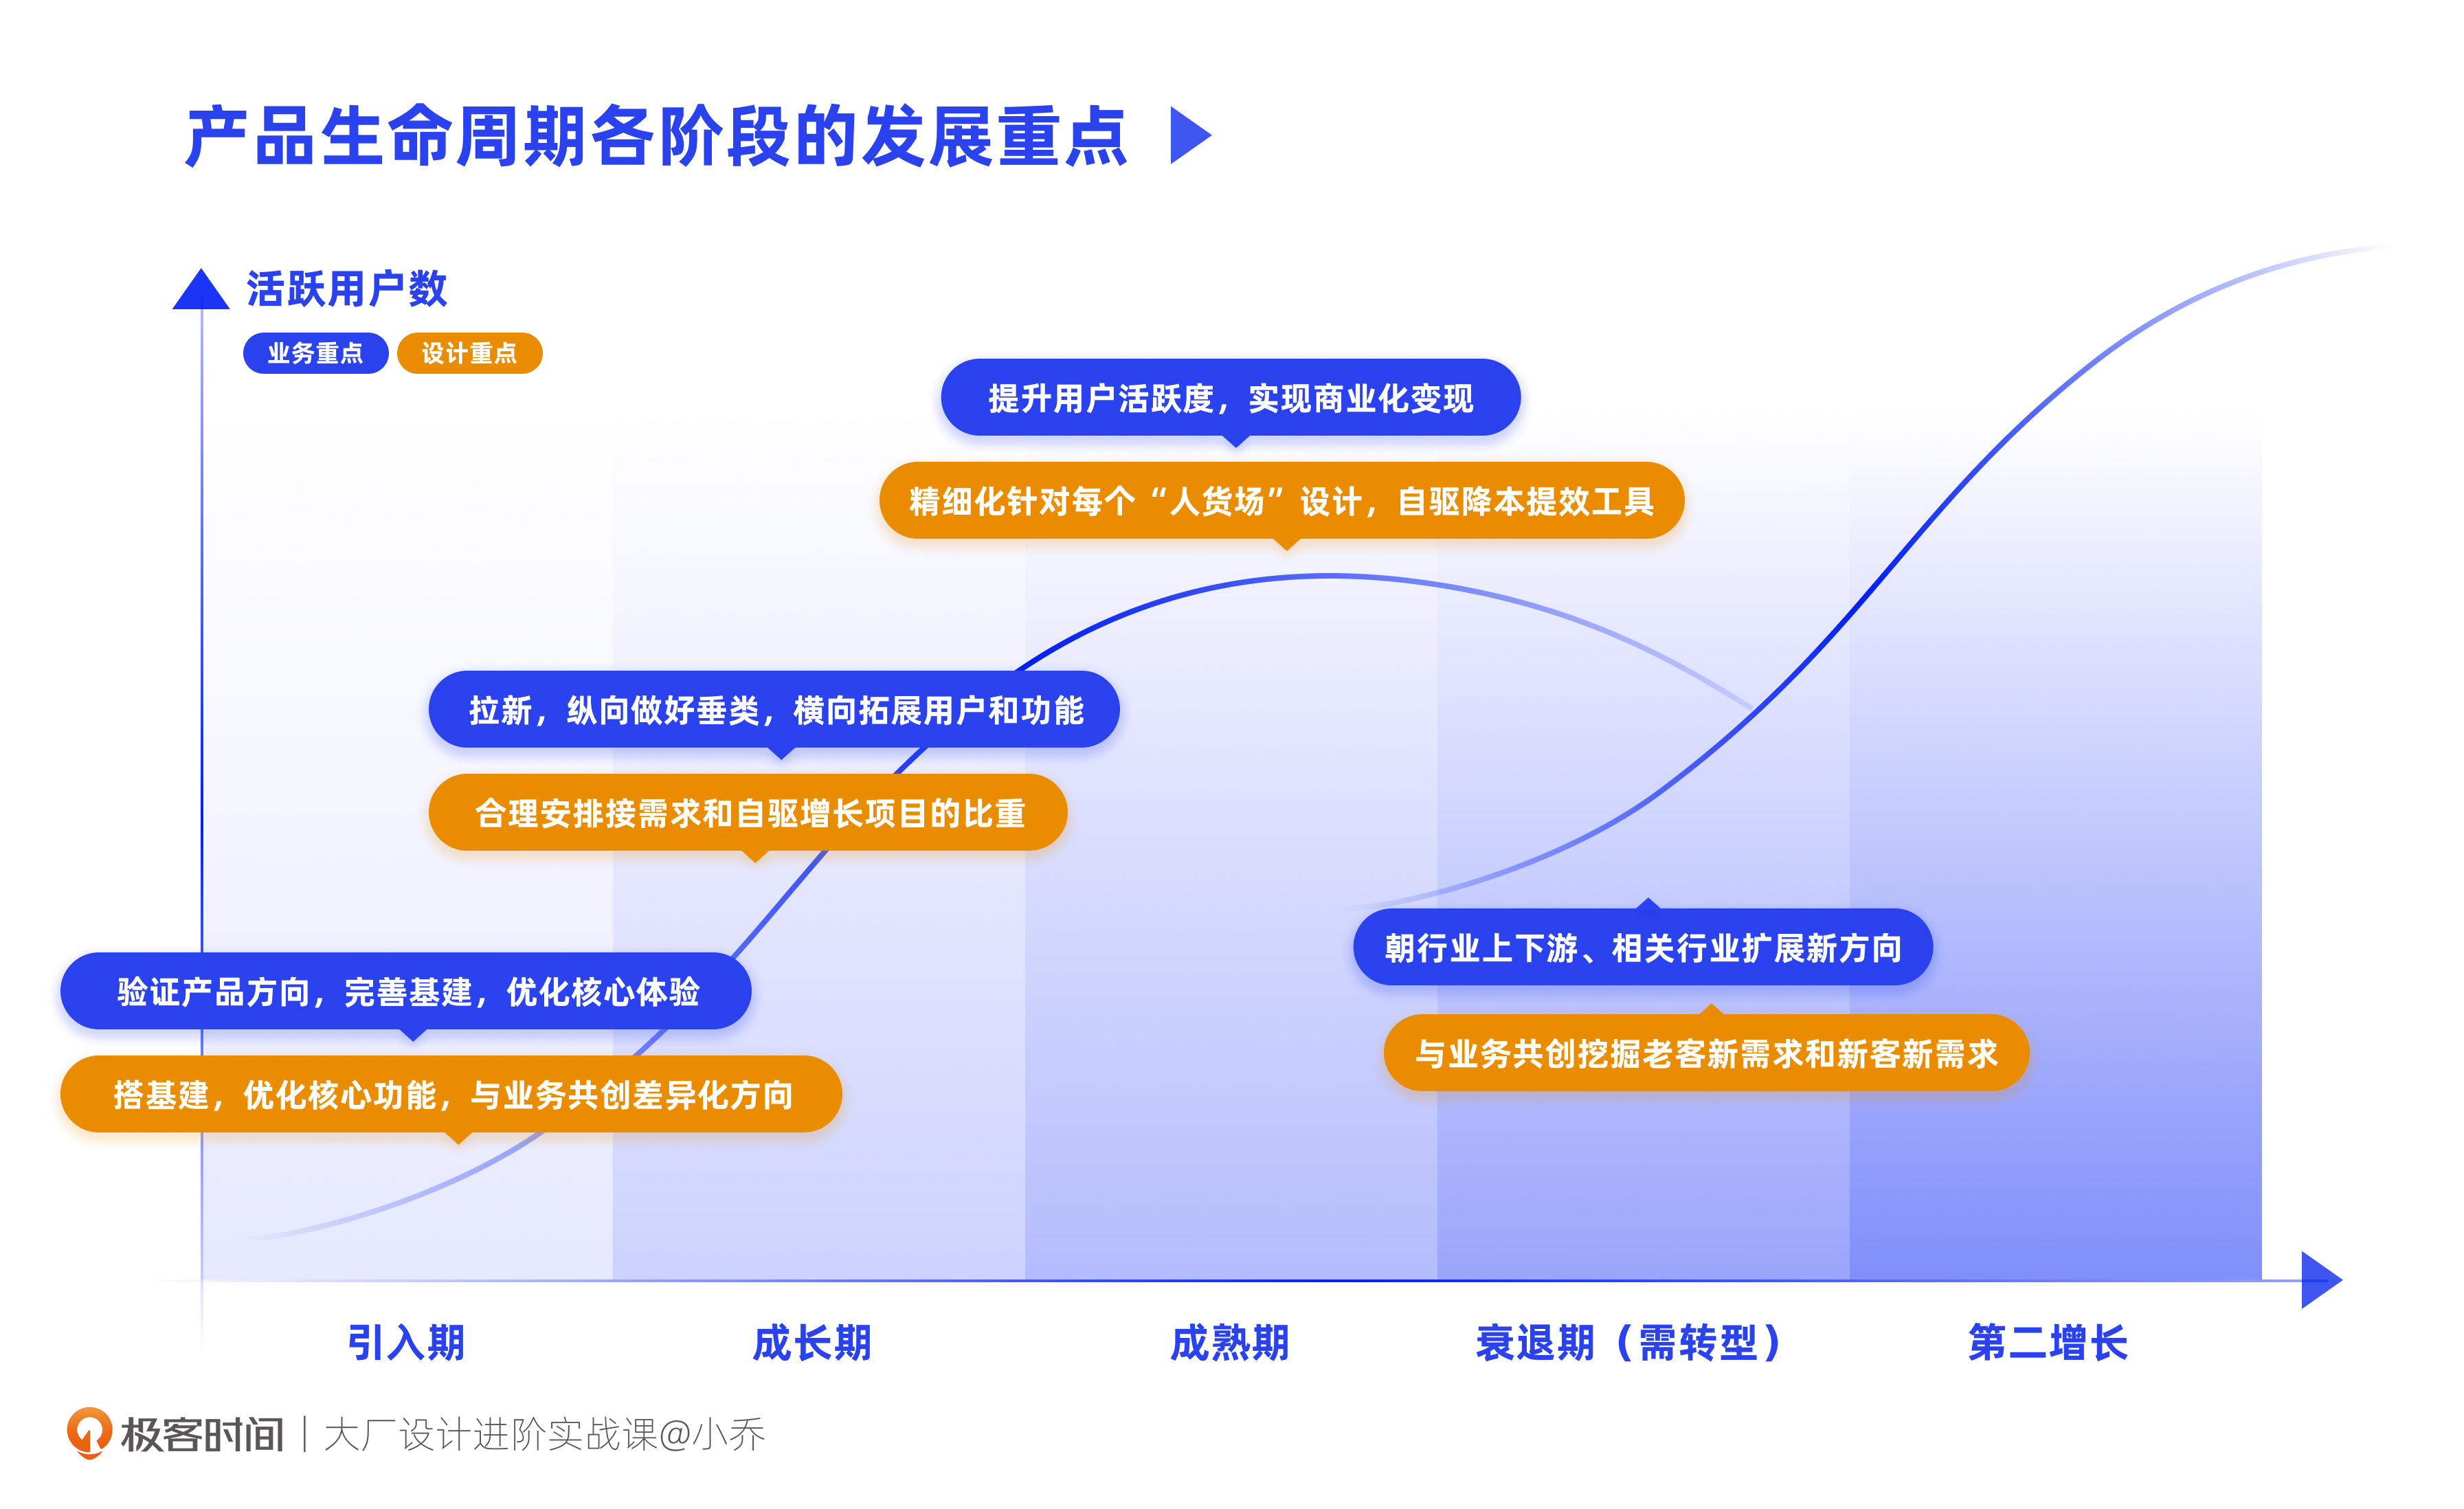 产品生命周期各阶段的发展重点
活跃用户数
业务重点 设计重点
提升用户活跃度，实现商业化变现
精细化针对每个“人货场”设计，自驱降本提效工具
拉新，纵向做好垂类，横向拓展用户和功能
合理安排接需求和自驱增长项目的比重
验证产品方向，完善基建，优化核心体验
搭基建，优化核心功能，与业务共创差异化方向
朝行业上下游、相关行业扩展新方向
与业务共创挖掘老客新需求和新客新需求
引入期 成长期 成熟期 衰退期（需转型） 第二增长
极客时间｜大厂设计进阶实战课@小乔